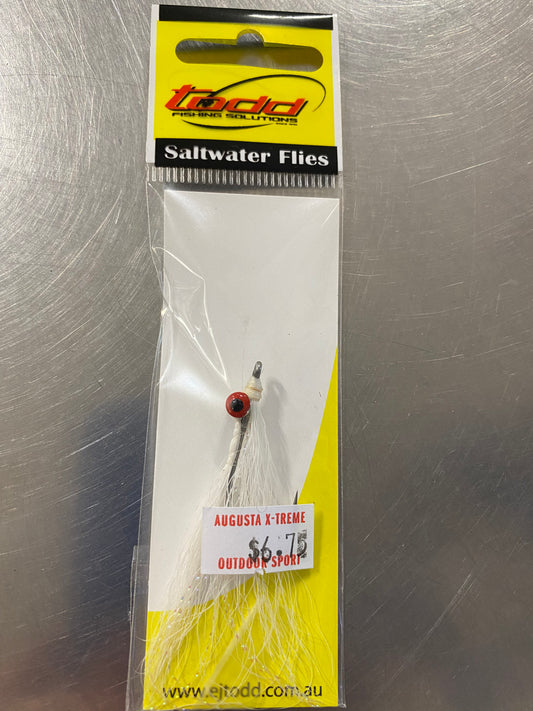 todd
FISHING SOLUTIONS
Saltwater Flies
AUGUSTA X-TREME
$6.75
OUTDOOR SPORT
www.ejtodd.com.au